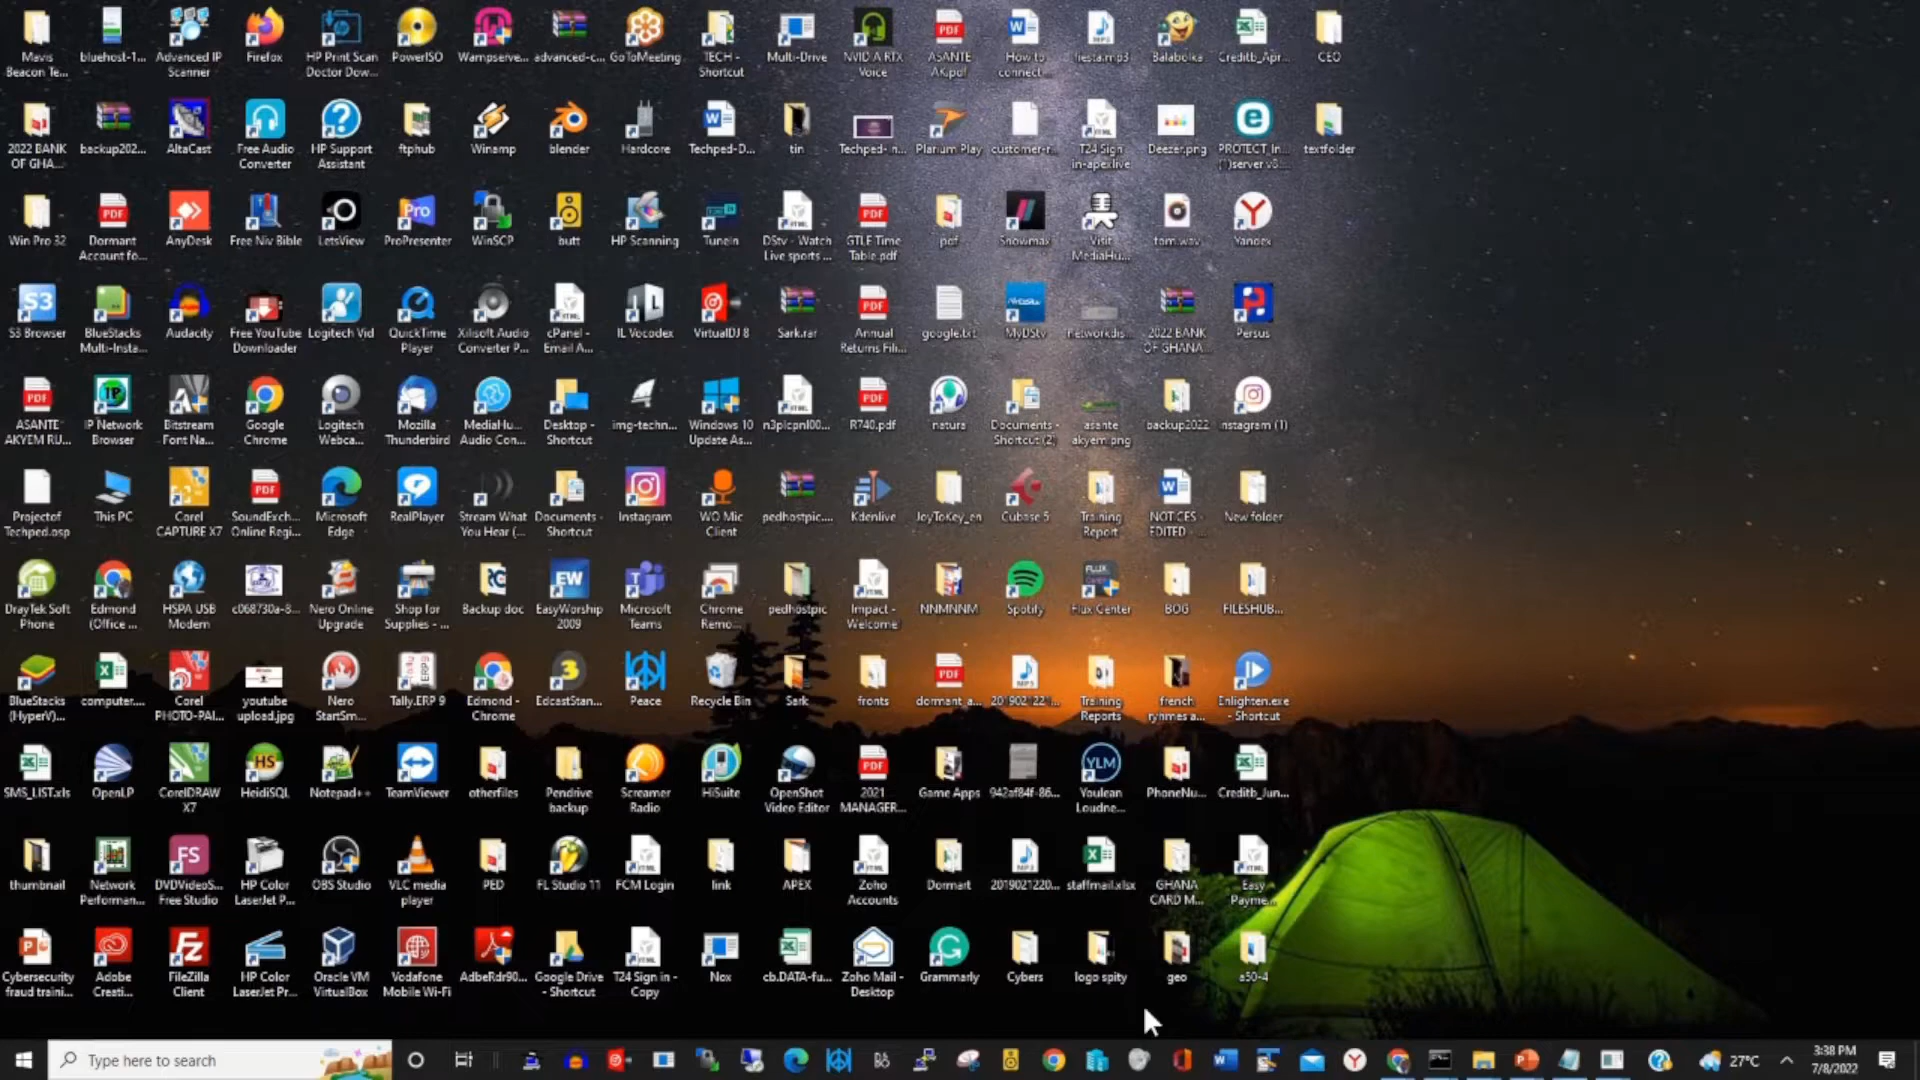 Mavis
Beacon Te...
bluehost-1...
Advanced IP
Scanner
Firefox
HP Print Scan
Doctor Dow...
PowerISO
Wampserve...
advanced-c...
GoToMeeting
TECH -
Shortcut
Multi-Drive
NVIDIA RTX
Voice
ASANTE
AK.pdf
How to
connect ...
fiesta.mp3
Balabolka
Creditb_Apr...
CEO
2022 BANK
OF GHA...
backup202...
AltaCast
Free Audio
Converter
HP Support
Assistant
ftphub
Winamp
blender
Hardcore
Techped-D...
tin
Techped- n...
Plarium Play
customer-r...
T24 Sign
in-apexlive
Deezer.png
PROTECT_In...
(1)server v8...
textfolder
Win Pro 32
Dormant
Account fo...
AnyDesk
Free Niv Bible
LetsView
ProPresenter
WinSCP
butt
HP Scanning
TuneIn
DStv - Watch
Live sports ...
GTLE Time
Table.pdf
pdf
Showmax
Visit
MediaHu...
tom.wav
Yandex
S3 Browser
BlueStacks
Multi-Insta...
Audacity
Free YouTube
Downloader
Logitech Vid
QuickTime
Player
Xilisoft Audio
Converter P...
cPanel -
Email A...
IL Vocodex
VirtualDJ 8
Sark.rar
Annual
Returns Fili...
google.txt
MyDStv
networkdis...
2022 BANK
OF GHANA...
Persus
ASANTE
AKYEM RU...
IP Network
Browser
Bitstream
Font Na...
Google
Chrome
Logitech
Webca...
Mozilla
Thunderbird
MediaHu...
Audio Con...
Desktop -
Shortcut
img-techn...
Windows 10
Update As...
n3plcpnl00...
R740.pdf
natura
Documents -
Shortcut (2)
asante
akyem.png
backup2022
instagram (1)
Projectof
Techped.osp
This PC
Corel
CAPTURE X7
SoundExch...
Online Regi...
Microsoft
Edge
RealPlayer
Stream What
You Hear (...
Documents -
Shortcut
Instagram
WO Mic
Client
pedhostpic....
Kdenlive
JoyToKey_en
Cubase 5
Training
Report
NOTICES -
EDITED - ...
New folder
DrayTek Soft
Phone
Edmond
(Office ...
HSPA USB
Modem
c068730a-8...
Nero Online
Upgrade
Shop for
Supplies - ...
Backup doc
EasyWorship
2009
Microsoft
Teams
Chrome
Remo...
pedhostpic
Impact -
Welcome
NNMNNM
Spotify
Flux Center
BOG
FILESHUB...
BlueStacks
(HyperV)...
computer....
Corel
PHOTO-PAI...
youtube
upload.jpg
Nero
StartSm...
Tally.ERP 9
Edmond -
Chrome
EdcastStan...
Peace
Recycle Bin
Sark
fronts
dormant_a...
2019021221...
Training
Reports
french
ryhmes a...
Enlighten.exe
- Shortcut
SMS_LIST.xls
OpenLP
CorelDRAW
X7
HeidiSQL
Notepad++
TeamViewer
otherfiles
Pendrive
backup
Screamer
Radio
HiSuite
OpenShot
Video Editor
2021
MANAGER...
Game Apps
942af84f-86...
Youlean
Loudne...
PhoneNu...
Creditb_Jun...
thumbnail
Network
Performan...
DVDVideoS...
Free Studio
HP Color
LaserJet P...
OBS Studio
VLC media
player
PED
FL Studio 11
FCM Login
link
APEX
Zoho
Accounts
Dormart
2019021220...
staffmail.xlsx
GHANA
CARD M...
Easy
Payme...
Cybersecurity
fraud traini...
Adobe
Creati...
FileZilla
Client
HP Color
LaserJet Pr...
Oracle VM
VirtualBox
Vodafone
Mobile Wi-Fi
AdbeRdr90...
Google Drive
- Shortcut
T24 Sign in -
Copy
Nox
cb.DATA-fu...
Zoho Mail -
Desktop
Grammarly
Cybers
logo spity
geo
a50-4
Type here to search
27°C
3:38 PM
7/8/2022